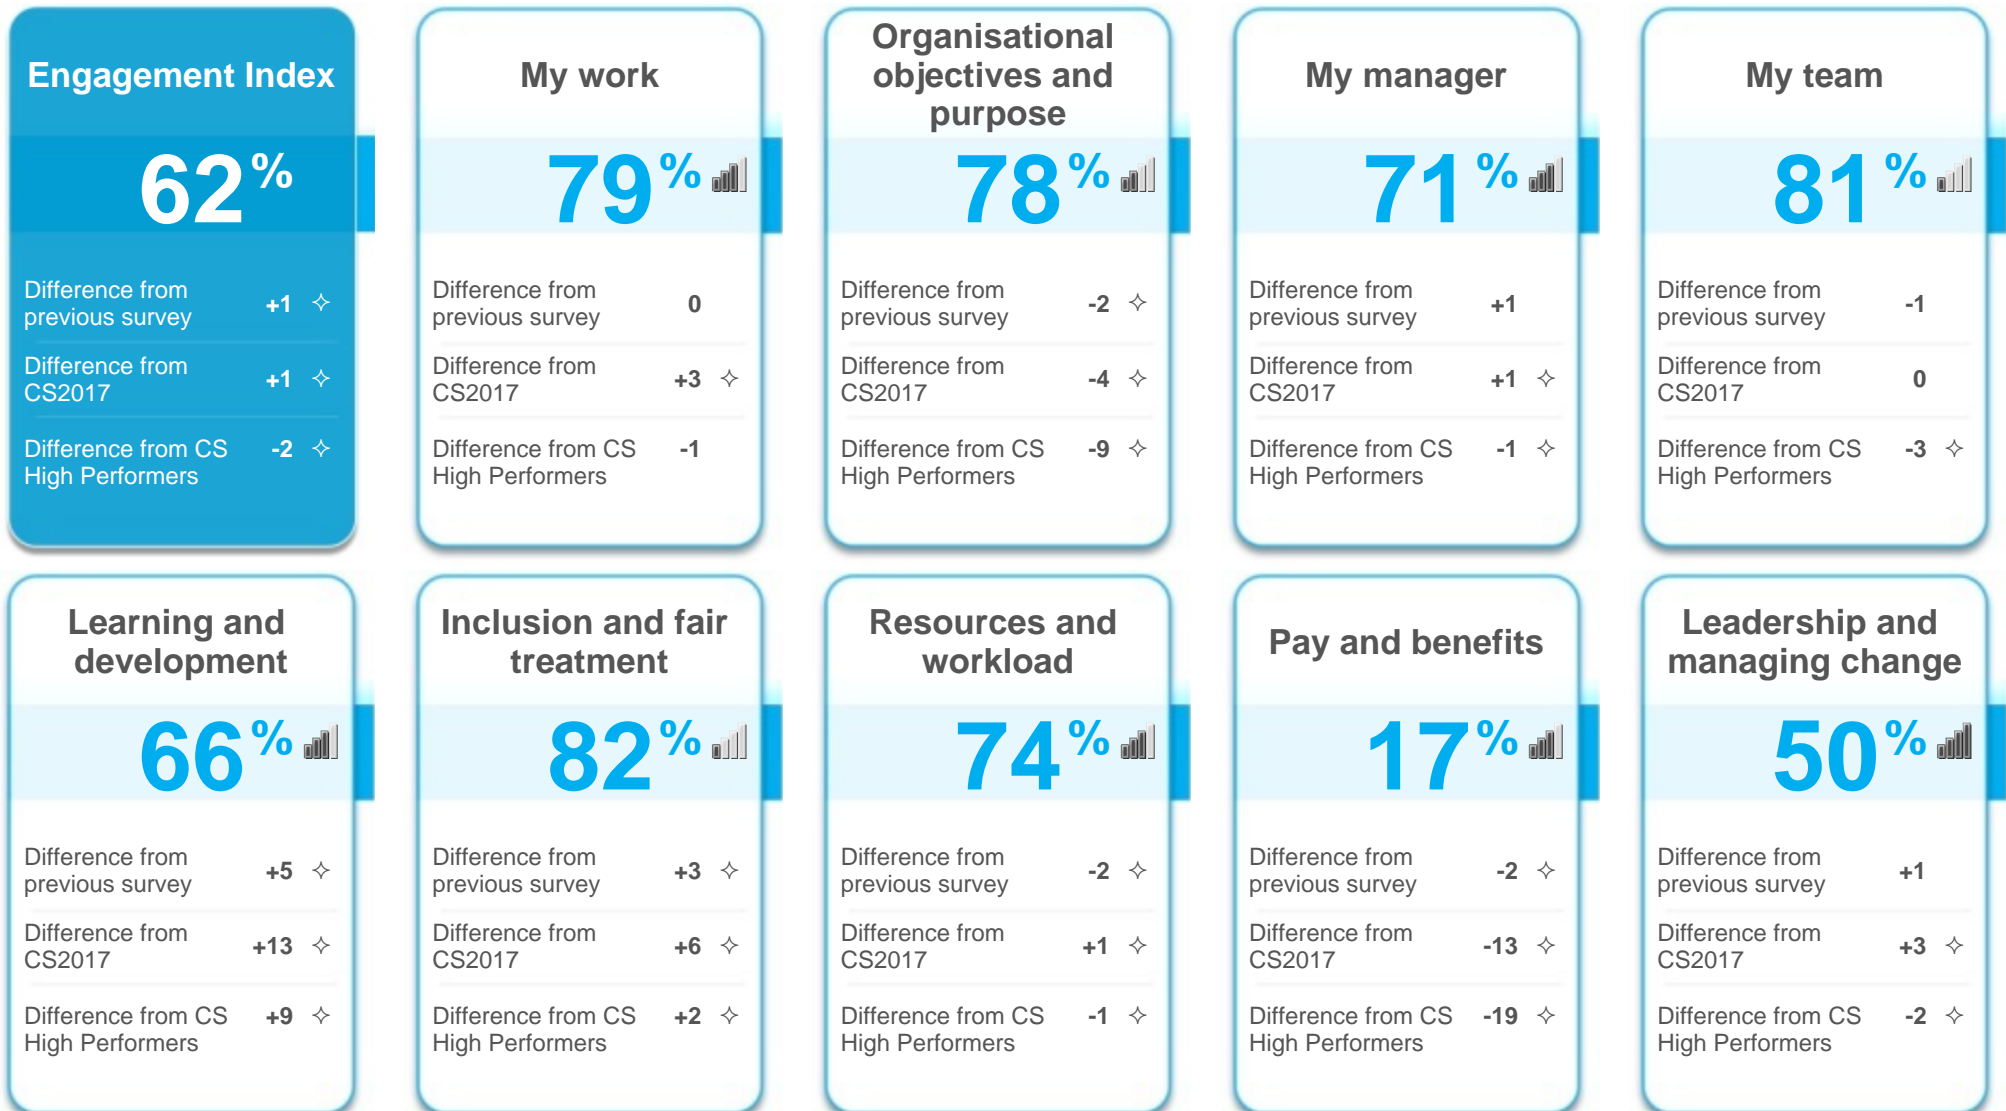 Engagement Index
62%
Difference from
previous survey
+1 ✧
Difference from
CS2017
+1 ✧
Difference from CS
High Performers
-2 ✧
My work
79%
Difference from
previous survey
0
Difference from
CS2017
+3 ✧
Difference from CS
High Performers
-1
Organisational
objectives and
purpose
78%
Difference from
previous survey
-2 ✧
Difference from
CS2017
-4 ✧
Difference from CS
High Performers
-9 ✧
My manager
71%
Difference from
previous survey
+1
Difference from
CS2017
+1 ✧
Difference from CS
High Performers
-1 ✧
My team
81%
Difference from
previous survey
-1
Difference from
CS2017
0
Difference from CS
High Performers
-3 ✧
Learning and
development
66%
Difference from
previous survey
+5 ✧
Difference from
CS2017
+13 ✧
Difference from CS
High Performers
+9 ✧
Inclusion and fair
treatment
82%
Difference from
previous survey
+3 ✧
Difference from
CS2017
+6 ✧
Difference from CS
High Performers
+2 ✧
Resources and
workload
74%
Difference from
previous survey
-2 ✧
Difference from
CS2017
+1 ✧
Difference from CS
High Performers
-1 ✧
Pay and benefits
17%
Difference from
previous survey
-2 ✧
Difference from
CS2017
-13 ✧
Difference from CS
High Performers
-19 ✧
Leadership and
managing change
50%
Difference from
previous survey
+1
Difference from
CS2017
+3 ✧
Difference from CS
High Performers
-2 ✧